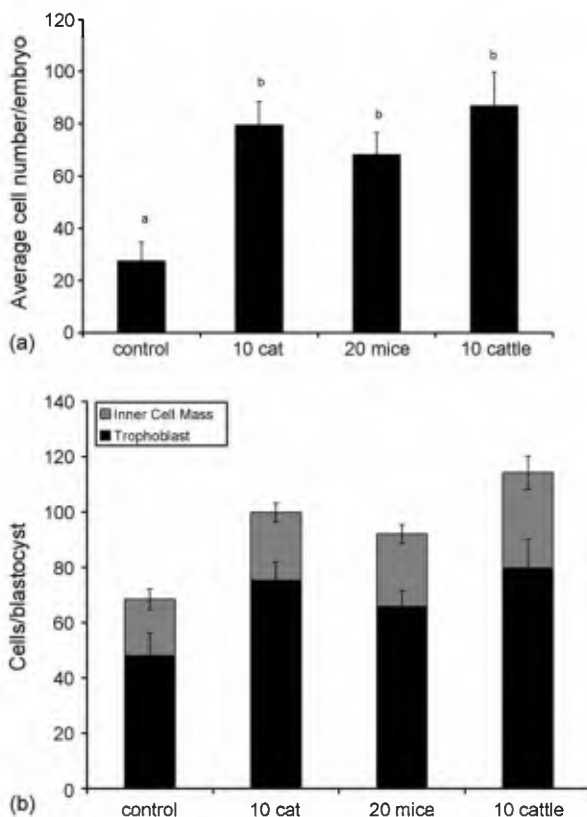 120
100
80
60
40
20
0
Average cell number/embryo
a
b
b
b
(a)
control 10 cat 20 mice 10 cattle
140
120
100
80
60
40
20
0
Cells/blastocyst
Inner Cell Mass
Trophoblast
(b)
control 10 cat 20 mice 10 cattle